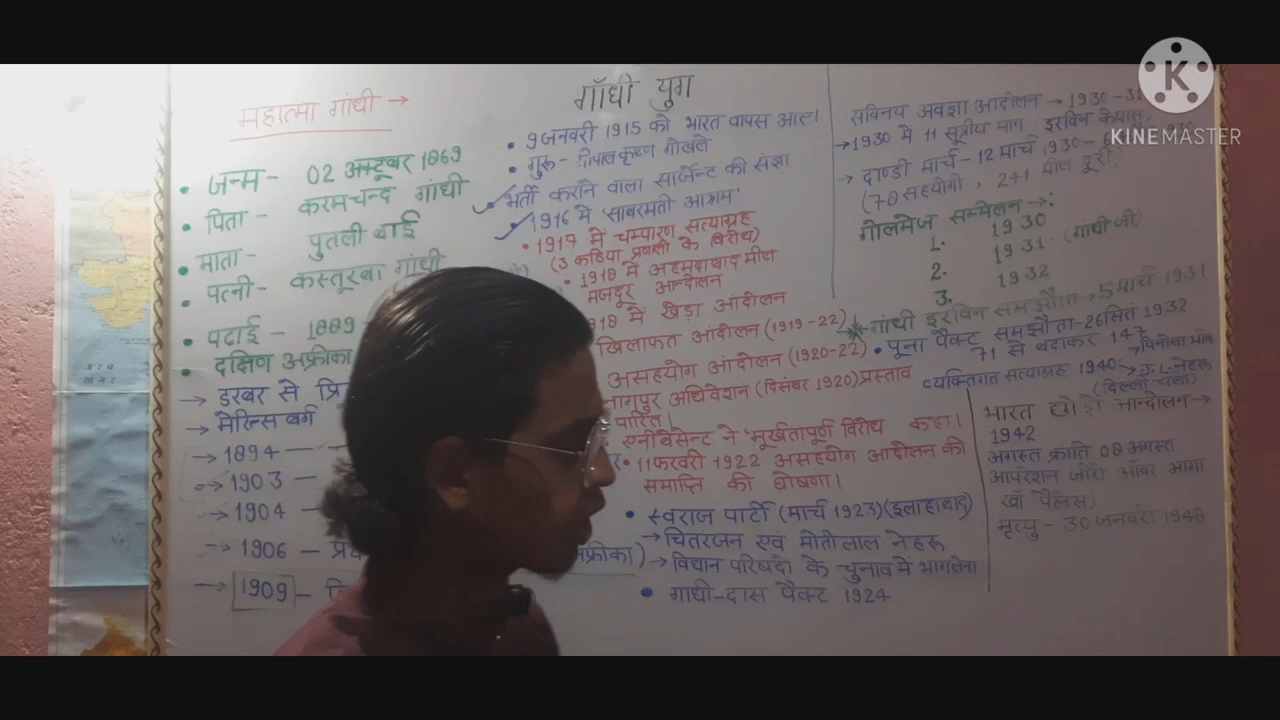 गाँधी युग
महात्मा गांधी →
• जन्म - 02 अक्टूबर 1869
• पिता - करमचन्द गांधी
• माता - पुतली बाई
• पत्नी - कस्तूरबा गांधी
• पढाई - 1889
• दक्षिण अफ्रीका
→ डरबर से प्रि
→ मेरित्स बर्ग
→ 1894 -
→ 1903 -
→ 1904 -
→ 1906 -
→ 1909 -
अफ्रीका)
• 9 जनवरी 1915 को भारत वापस आए।
• गुरू - गोपाल कृष्ण गोखले
भर्ती कराने वाला सार्जेन्ट की संज्ञा
• 1916 में 'साबरमती आश्रम'
• 1917 में चम्पारण सत्याग्रह
(3 कठिया प्रणाली के विरोध)
• 1918 में अहमदाबाद मील
मजदूर आन्दोलन
918 में खेड़ा आंदोलन
खिलाफत आंदोलन (1919-22)
असहयोग आंदोलन (1920-22)
नागपुर अधिवेशन (दिसंबर 1920) प्रस्ताव
पारित।
एनीबेसेन्ट ने 'मूर्खतापूर्ण विरोध कहा।
• 11 फरवरी 1922 असहयोग आंदोलन की
समाप्ति की घोषणा।
• स्वराज पार्टी (मार्च 1923) (इलाहाबाद)
→ चितरंजन एवं मोतीलाल नेहरू
→ विधान परिषदो के चुनाव में भाग लेना
• गांधी-दास पैक्ट 1924
सविनय अवज्ञा आंदोलन → 1930-31
→ 1930 में 11 सूत्रीय मांग इरविन के पास
→ दाण्डी मार्च - 12 मार्च 1930-
(78 सहयोगी, 241 मील दूरी)
गोलमेज सम्मेलन →:
1. 1930
2. 1931 (गांधी जी)
3. 1932
गांधी इरविन समझौता → 5 मार्च 1931
• पूना पैक्ट समझौता - 26 सितं 1932
71 से बढ़ाकर 147
व्यक्तिगत सत्याग्रह 1940 → विनोबा भावे
→ J.L. नेहरू
(दिल्ली चलो)
भारत छोड़ो आन्दोलन →
1942
अगस्त क्रांति 08 अगस्त
आपरेशन जीरो ऑवर आगा
खाँ पैलेस
मृत्यु - 30 जनवरी 1948
KINEMASTER